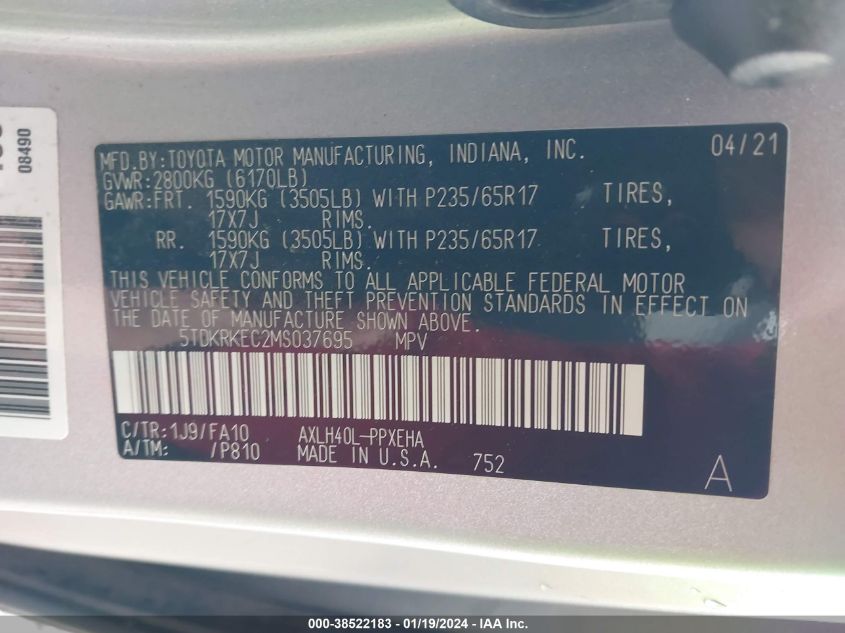 08490
MFD.BY:TOYOTA MOTOR MANUFACTURING, INDIANA, INC. 04/21
GVWR:2800KG (6170LB)
GAWR:FRT. 1590KG (3505LB) WITH P235/65R17 TIRES,
17X7J RIMS.
RR. 1590KG (3505LB) WITH P235/65R17 TIRES,
17X7J RIMS.
THIS VEHICLE CONFORMS TO ALL APPLICABLE FEDERAL MOTOR
VEHICLE SAFETY AND THEFT PREVENTION STANDARDS IN EFFECT ON
THE DATE OF MANUFACTURE SHOWN ABOVE.
5TDKRKEC2MS037695 MPV
C/TR:1J9/FA10 AXLH40L-PPXEHA
A/TM: /P810 MADE IN U.S.A. 752 A
000-38522183 - 01/19/2024 - IAA Inc.